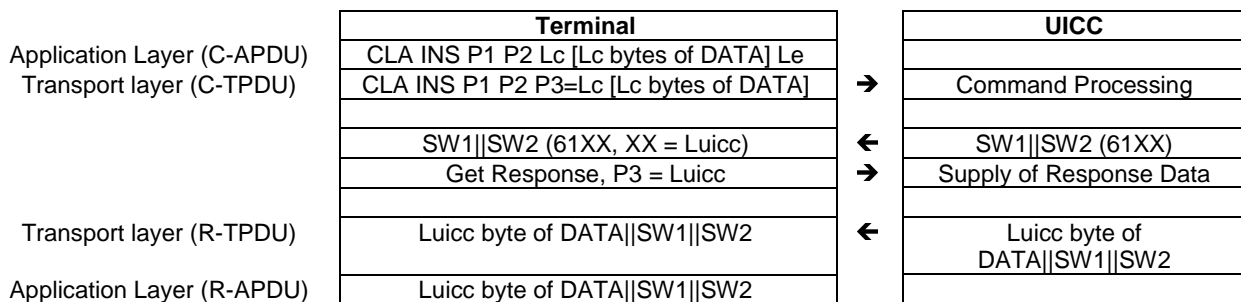 Terminal UICC
Application Layer (C-APDU) CLA INS P1 P2 Lc [Lc bytes of DATA] Le
Transport layer (C-TPDU) CLA INS P1 P2 P3=Lc [Lc bytes of DATA] → Command Processing
SW1||SW2 (61XX, XX = Luicc) ← SW1||SW2 (61XX)
Get Response, P3 = Luicc → Supply of Response Data
Transport layer (R-TPDU) Luicc byte of DATA||SW1||SW2 ← Luicc byte of
DATA||SW1||SW2
Application Layer (R-APDU) Luicc byte of DATA||SW1||SW2